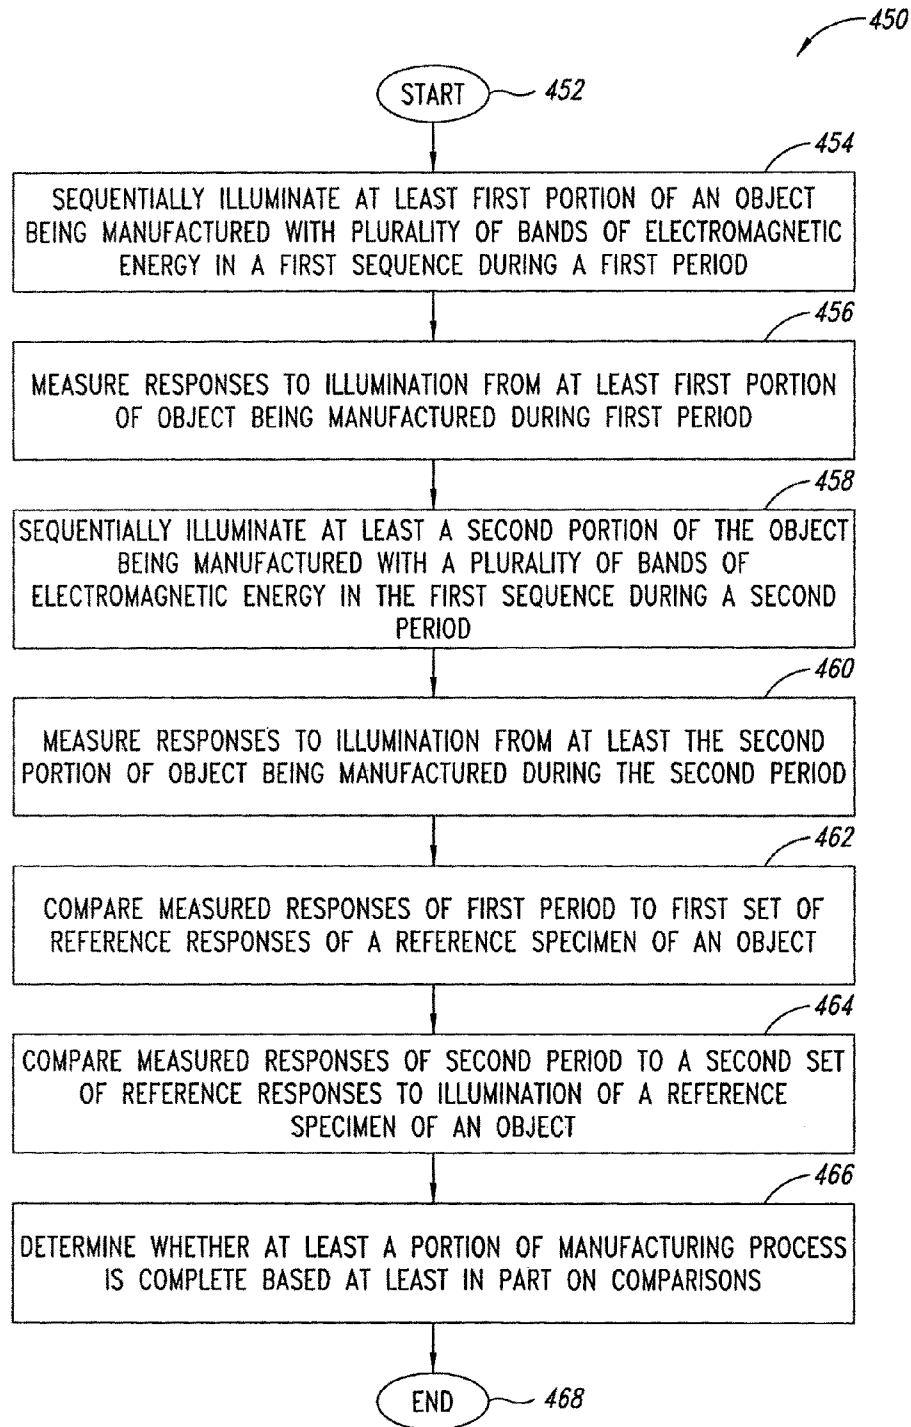 450
START
452
454
SEQUENTIALLY ILLUMINATE AT LEAST FIRST PORTION OF AN OBJECT
BEING MANUFACTURED WITH PLURALITY OF BANDS OF ELECTROMAGNETIC
ENERGY IN A FIRST SEQUENCE DURING A FIRST PERIOD
456
MEASURE RESPONSES TO ILLUMINATION FROM AT LEAST FIRST PORTION
OF OBJECT BEING MANUFACTURED DURING FIRST PERIOD
458
SEQUENTIALLY ILLUMINATE AT LEAST A SECOND PORTION OF THE OBJECT
BEING MANUFACTURED WITH A PLURALITY OF BANDS OF
ELECTROMAGNETIC ENERGY IN THE FIRST SEQUENCE DURING A SECOND
PERIOD
460
MEASURE RESPONSES TO ILLUMINATION FROM AT LEAST THE SECOND
PORTION OF OBJECT BEING MANUFACTURED DURING THE SECOND PERIOD
462
COMPARE MEASURED RESPONSES OF FIRST PERIOD TO FIRST SET OF
REFERENCE RESPONSES OF A REFERENCE SPECIMEN OF AN OBJECT
464
COMPARE MEASURED RESPONSES OF SECOND PERIOD TO A SECOND SET
OF REFERENCE RESPONSES TO ILLUMINATION OF A REFERENCE
SPECIMEN OF AN OBJECT
466
DETERMINE WHETHER AT LEAST A PORTION OF MANUFACTURING PROCESS
IS COMPLETE BASED AT LEAST IN PART ON COMPARISONS
END
468